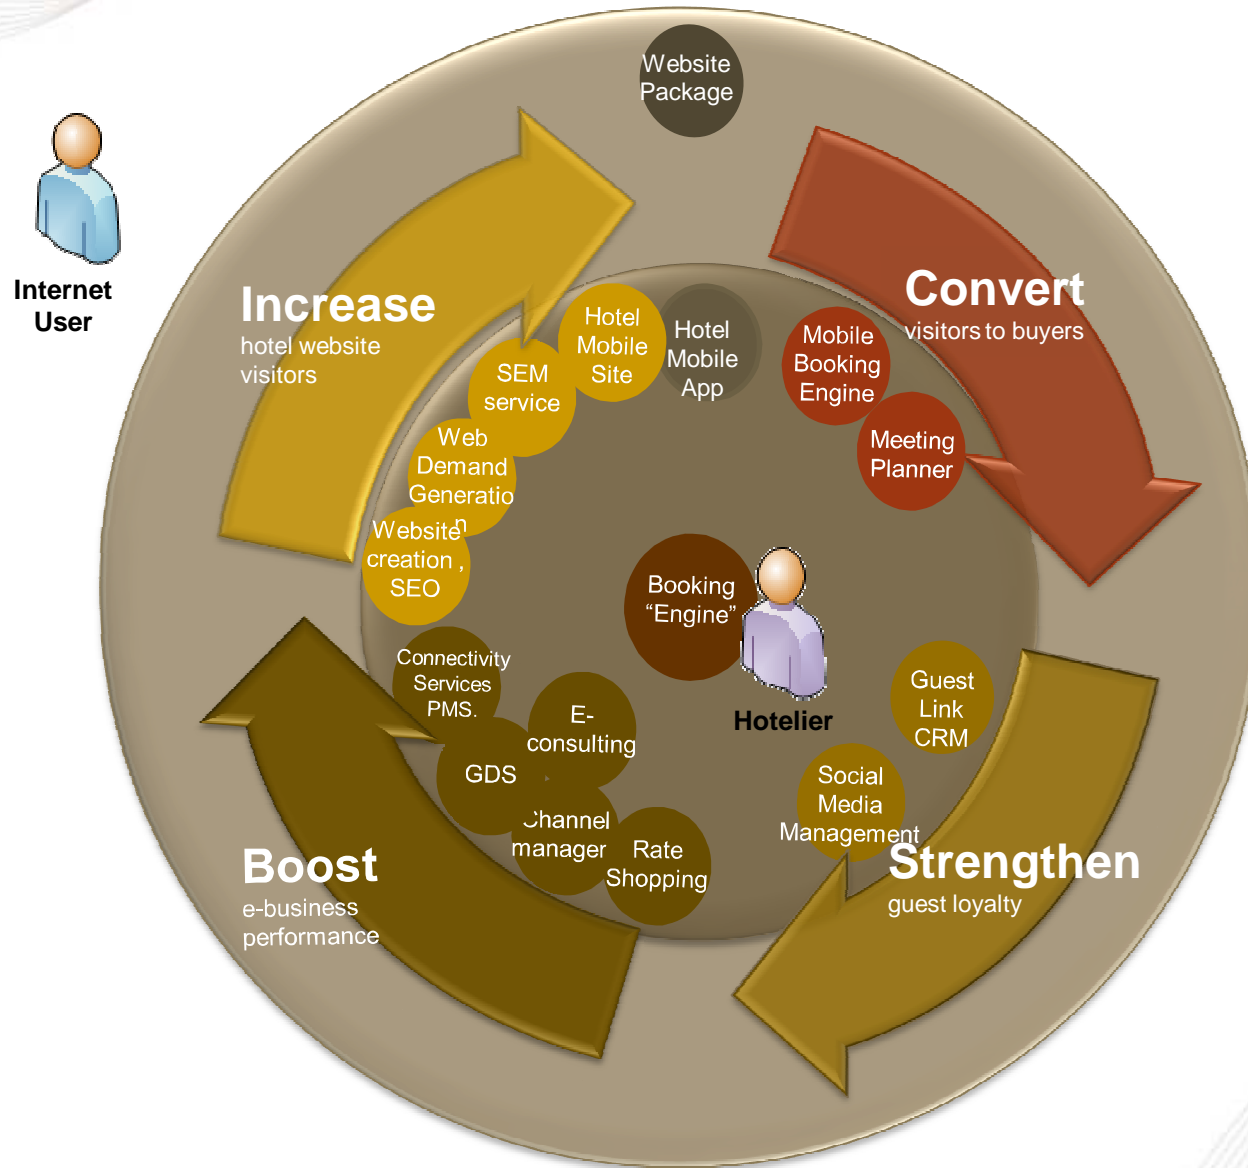 Website
Package
Internet
User
Increase
hotel website
visitors
Convert
visitors to buyers
Hotel
Mobile
Site
Hotel
Mobile
App
Mobile
Booking
Engine
SEM
service
Meeting
Planner
Web
Demand
Generatio
n
Website
creation ,
SEO
Booking
“Engine”
Hotelier
Connectivity
Services
PMS.
E-
consulting
GDS
Channel
manager
Rate
Shopping
Guest
Link
CRM
Social
Media
Management
Boost
e-business
performance
Strengthen
guest loyalty